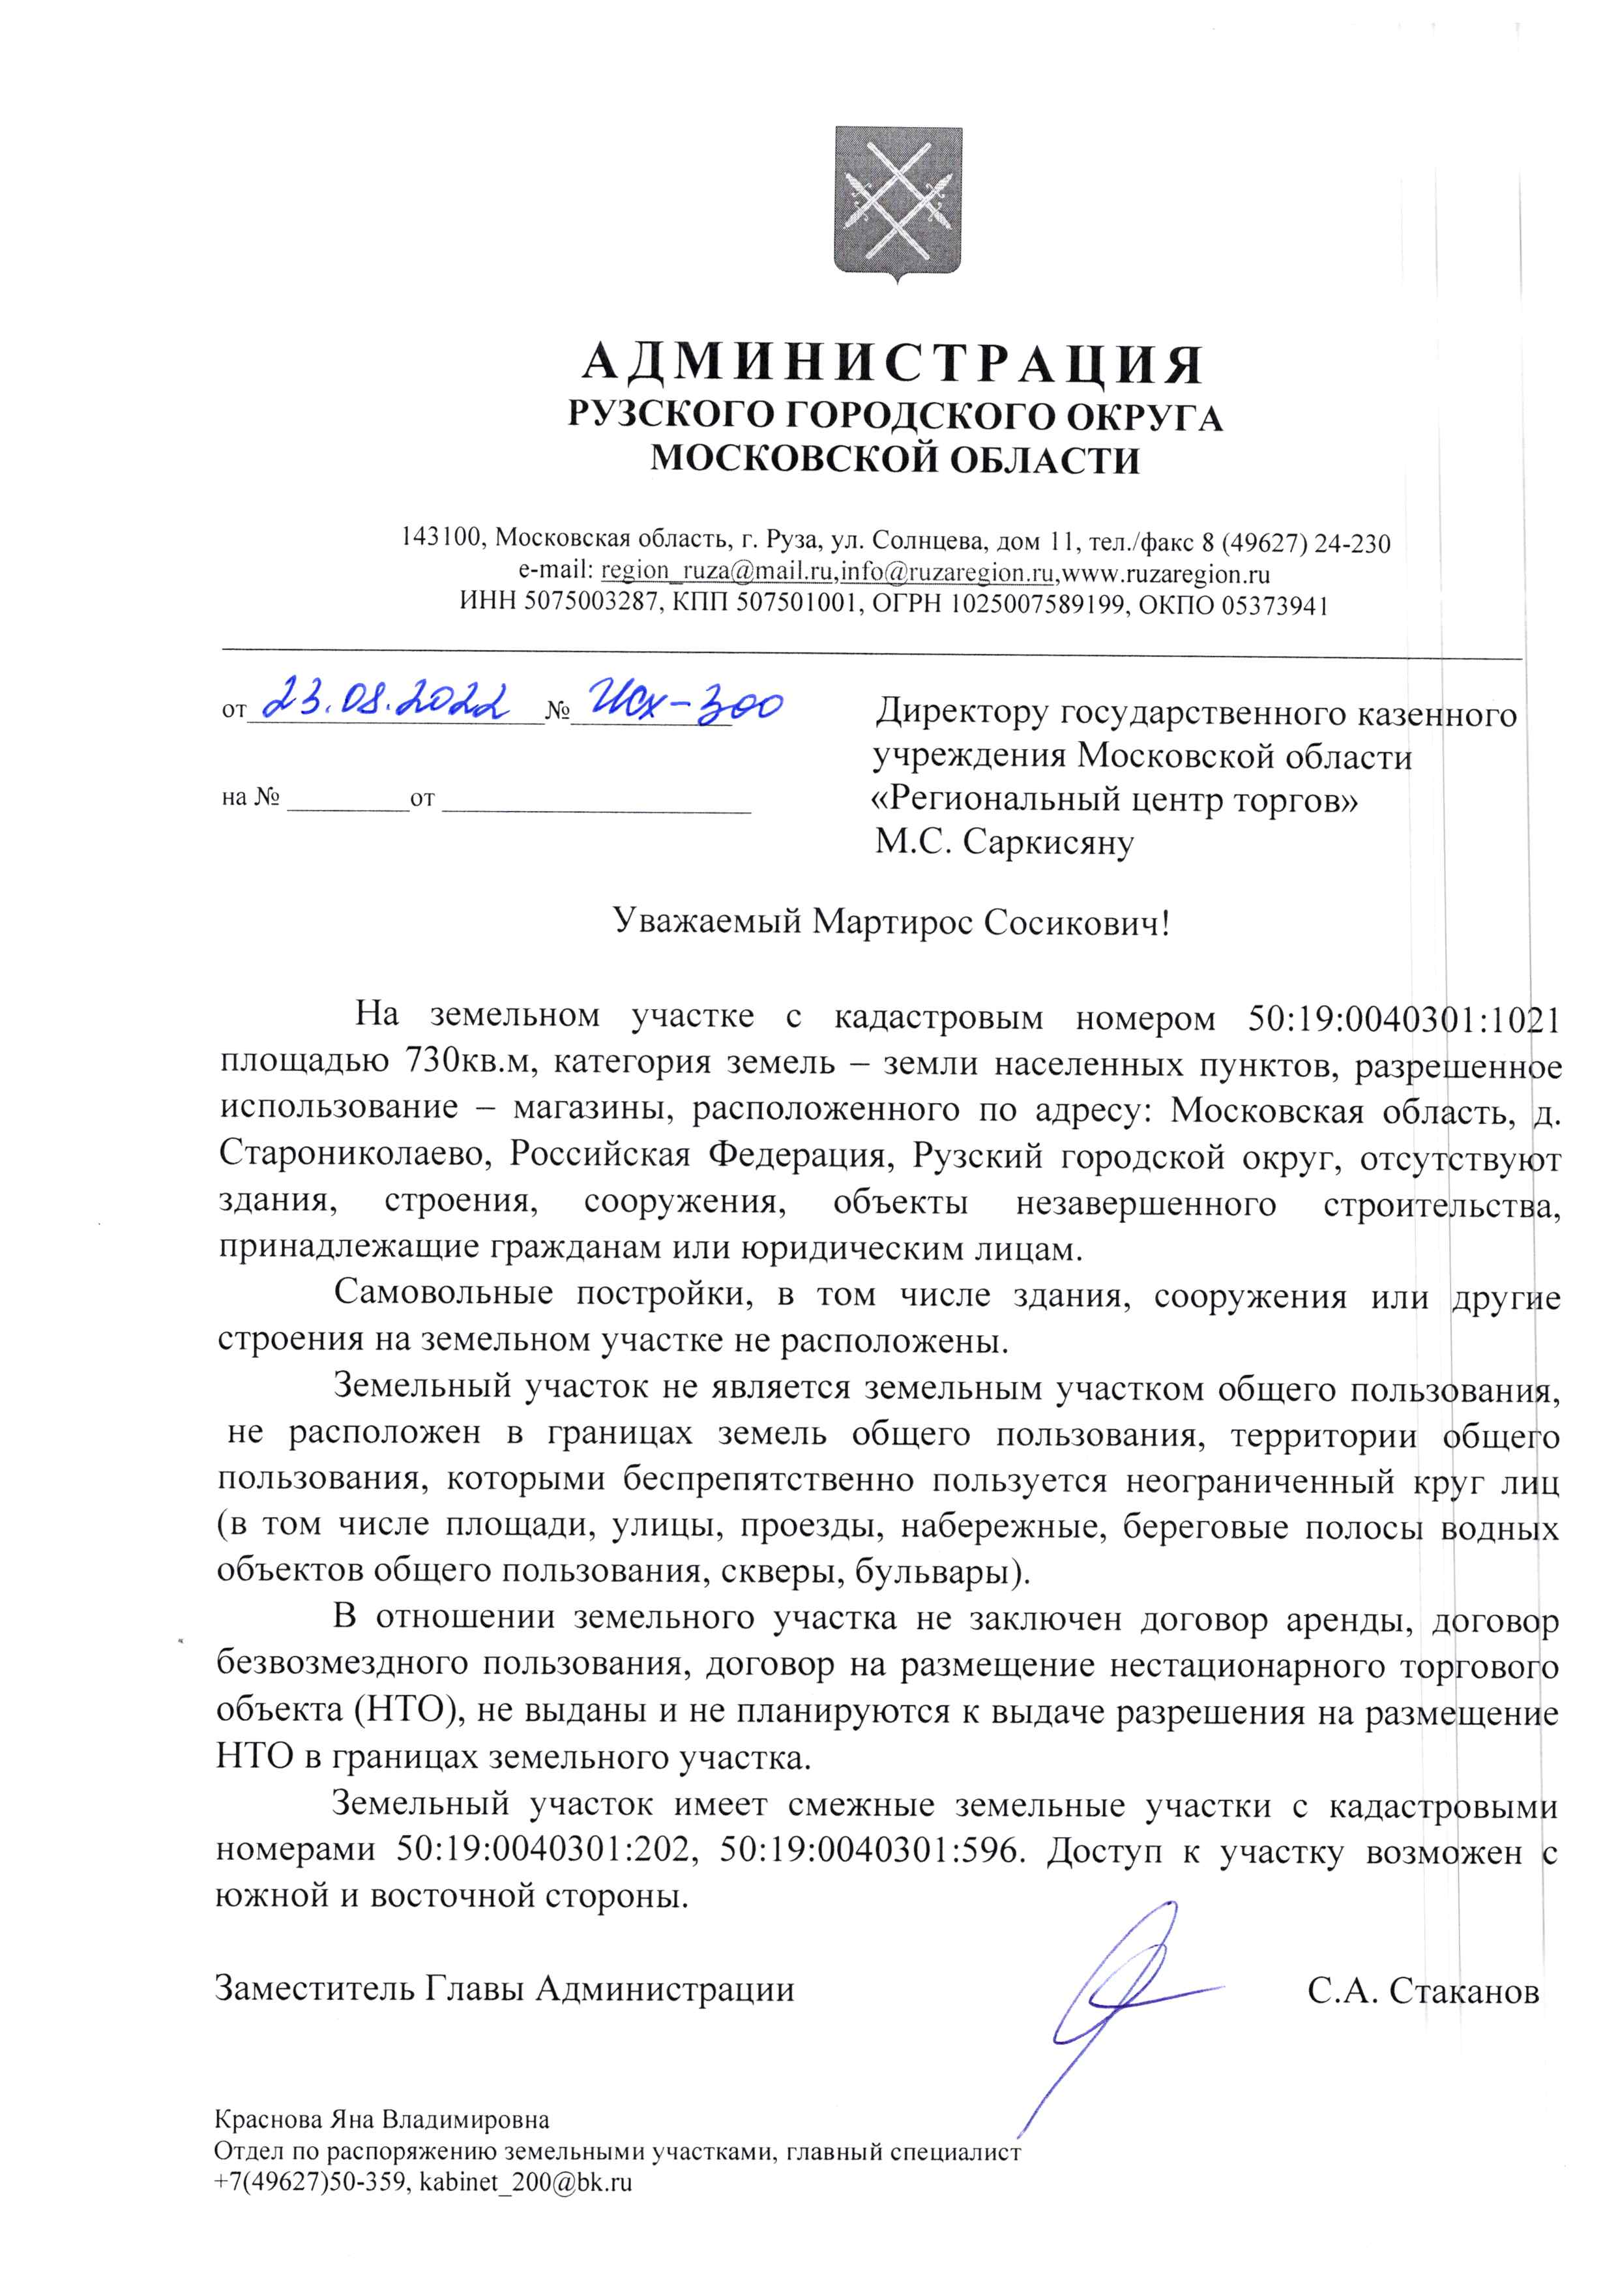 АДМИНИСТРАЦИЯ
РУЗСКОГО ГОРОДСКОГО ОКРУГА
МОСКОВСКОЙ ОБЛАСТИ
143100, Московская область, г. Руза, ул. Солнцева, дом 11, тел./факс 8 (49627) 24-230
e-mail: region_ruza@mail.ru,info@ruzaregion.ru,www.ruzaregion.ru
ИНН 5075003287, КПП 507501001, ОГРН 1025007589199, ОКПО 05373941
от 23.08.2022 № Исх-300
на № __________от ____________________
Директору государственного казенного
учреждения Московской области
«Региональный центр торгов»
М.С. Саркисяну
Уважаемый Мартирос Сосикович!
На земельном участке с кадастровым номером 50:19:0040301:1021
площадью 730кв.м, категория земель – земли населенных пунктов, разрешенное
использование – магазины, расположенного по адресу: Московская область, д.
Старониколаево, Российская Федерация, Рузский городской округ, отсутствуют
здания, строения, сооружения, объекты незавершенного строительства,
принадлежащие гражданам или юридическим лицам.
Самовольные постройки, в том числе здания, сооружения или другие
строения на земельном участке не расположены.
Земельный участок не является земельным участком общего пользования,
не расположен в границах земель общего пользования, территории общего
пользования, которыми беспрепятственно пользуется неограниченный круг лиц
(в том числе площади, улицы, проезды, набережные, береговые полосы водных
объектов общего пользования, скверы, бульвары).
В отношении земельного участка не заключен договор аренды, договор
безвозмездного пользования, договор на размещение нестационарного торгового
объекта (НТО), не выданы и не планируются к выдаче разрешения на размещение
НТО в границах земельного участка.
Земельный участок имеет смежные земельные участки с кадастровыми
номерами 50:19:0040301:202, 50:19:0040301:596. Доступ к участку возможен с
южной и восточной стороны.
Заместитель Главы Администрации С.А. Стаканов
Краснова Яна Владимировна
Отдел по распоряжению земельными участками, главный специалист
+7(49627)50-359, kabinet_200@bk.ru